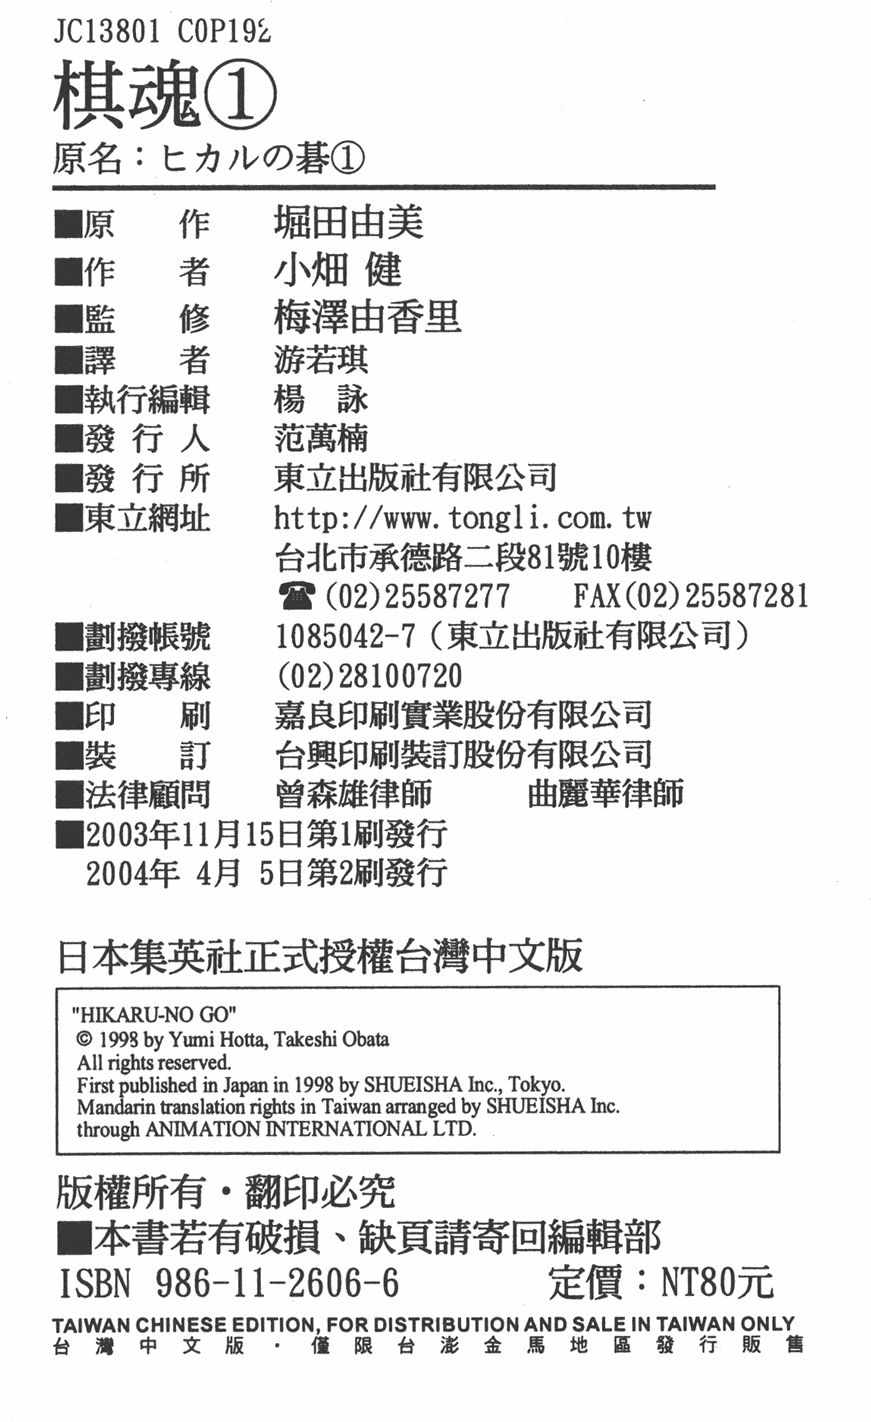 JC13801 COP192
棋魂①
原名：ヒカルの碁①
■原　作 堀田由美
■作　者 小畑 健
■監　修 梅澤由香里
■譯　者 游若琪
■執行編輯 楊　詠
■發行人 范萬楠
■發行所 東立出版社有限公司
■東立網址 http://www.tongli.com.tw
台北市承德路二段81號10樓
☎(02)25587277　FAX(02)25587281
■劃撥帳號 1085042-7（東立出版社有限公司）
■劃撥專線 (02)28100720
■印　刷 嘉良印刷實業股份有限公司
■裝　訂 台興印刷裝訂股份有限公司
■法律顧問 曾森雄律師　曲麗華律師
■2003年11月15日第1刷發行
2004年 4月 5日第2刷發行
日本集英社正式授權台灣中文版
"HIKARU-NO GO"
© 1998 by Yumi Hotta, Takeshi Obata
All rights reserved.
First published in Japan in 1998 by SHUEISHA Inc., Tokyo.
Mandarin translation rights in Taiwan arranged by SHUEISHA Inc.
through ANIMATION INTERNATIONAL LTD.
版權所有・翻印必究
■本書若有破損、缺頁請寄回編輯部
ISBN 986-11-2606-6　定價：NT80元
TAIWAN CHINESE EDITION, FOR DISTRIBUTION AND SALE IN TAIWAN ONLY
台灣中文版・僅限台澎金馬地區發行販售